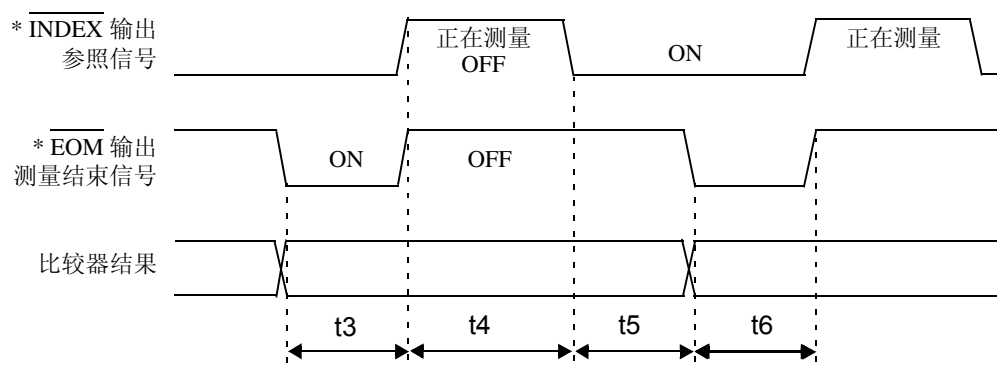 * INDEX 输出
参照信号
正在测量
OFF
ON
正在测量
* EOM 输出
测量结束信号
ON
OFF
比较器结果
t3
t4
t5
t6